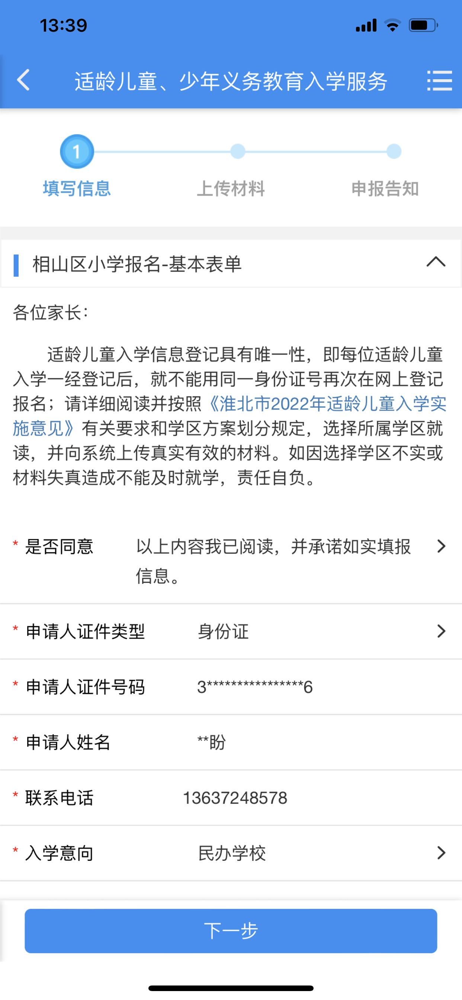 13:39
适龄儿童、少年义务教育入学服务
1
填写信息
上传材料
申报告知
相山区小学报名-基本表单
各位家长：
适龄儿童入学信息登记具有唯一性，即每位适龄儿童
入学一经登记后，就不能用同一身份证号再次在网上登记
报名；请详细阅读并按照《淮北市2022年适龄儿童入学实
施意见》有关要求和学区方案划分规定，选择所属学区就
读，并向系统上传真实有效的材料。如因选择学区不实或
材料失真造成不能及时就学，责任自负。
* 是否同意 以上内容我已阅读，并承诺如实填报
信息。
* 申请人证件类型 身份证
* 申请人证件号码 3****************6
* 申请人姓名 **盼
* 联系电话 13637248578
* 入学意向 民办学校
下一步